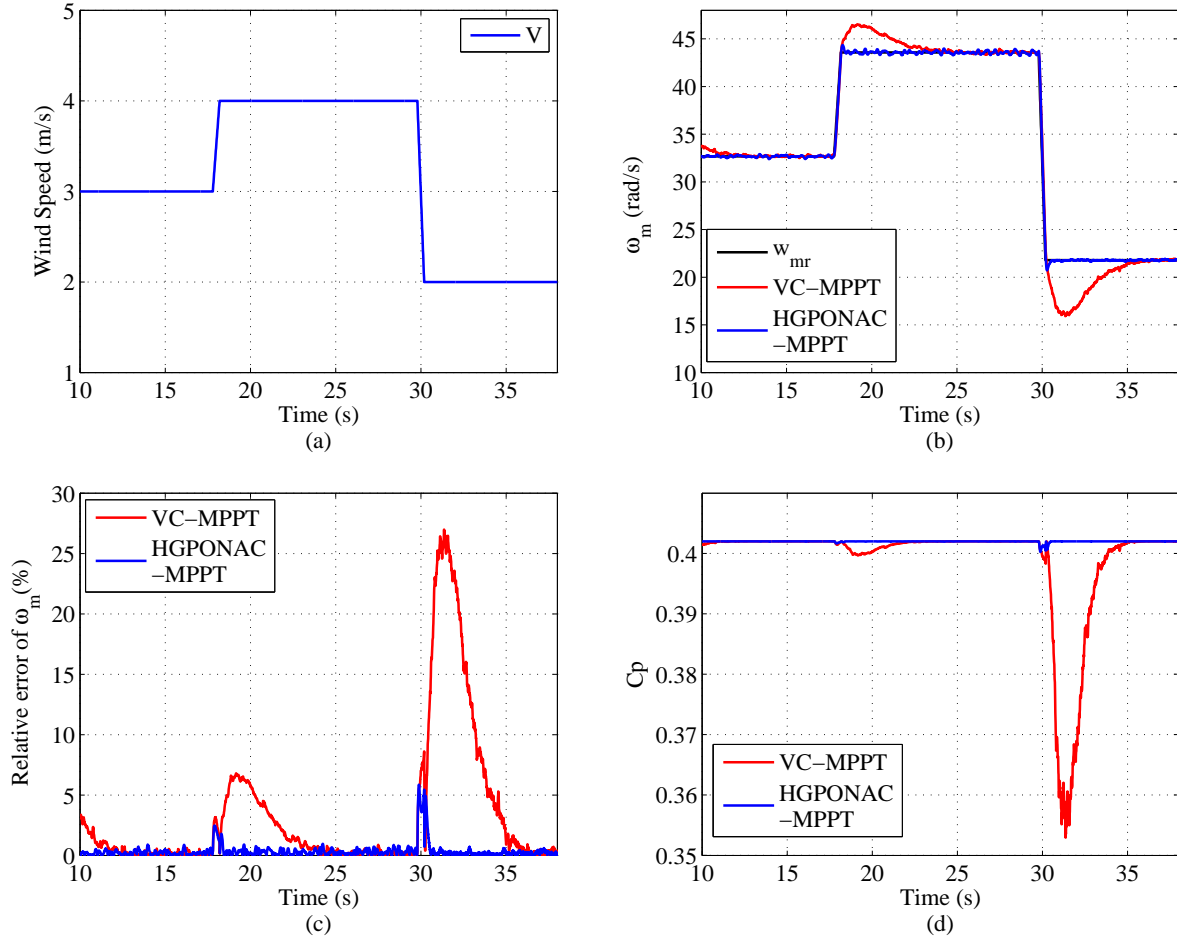 5
4
3
2
1
Wind Speed (m/s)
V
10 15 20 25 30 35
Time (s)
(a)
45
40
35
30
25
20
15
10
ω_m (rad/s)
w_mr
VC−MPPT
HGPONAC
−MPPT
10 15 20 25 30 35
Time (s)
(b)
30
25
20
15
10
5
0
Relative error of ω_m(%)
VC−MPPT
HGPONAC
−MPPT
10 15 20 25 30 35
Time (s)
(c)
0.4
0.39
0.38
0.37
0.36
0.35
Cp
VC−MPPT
HGPONAC
−MPPT
10 15 20 25 30 35
Time (s)
(d)